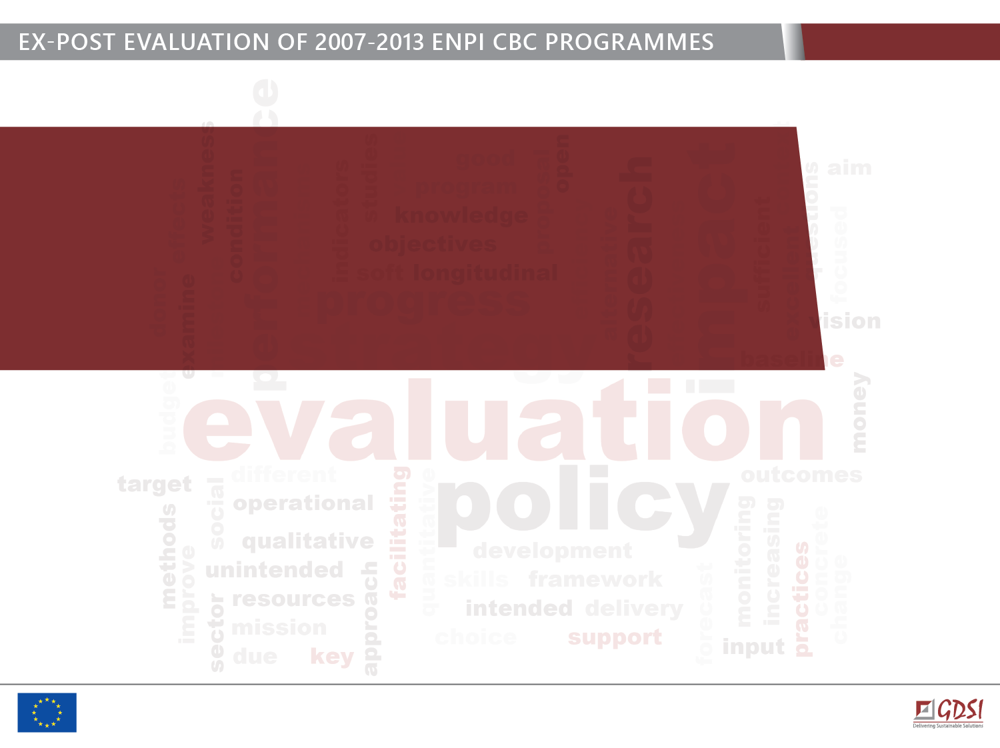 EX-POST EVALUATION OF 2007-2013 ENPI CBC PROGRAMMES
performance
weakness
condition
effects
donor
examine
indicators
studies
good
program
knowledge
objectives
soft longitudinal
progress
strategy
proposal
open
alternative
research
impact
sufficient
excellent
questions
aim
focused
vision
baseline
money
budget
evaluation
policy
target
different
operational
qualitative
unintended
resources
mission
due key
methods
improve
social
sector
approach
facilitating
quantitative
development
skills framework
intended delivery
choice support
forecast
outcomes
monitoring
increasing
practices
concrete
change
input
GDSI
Delivering Sustainable Solutions